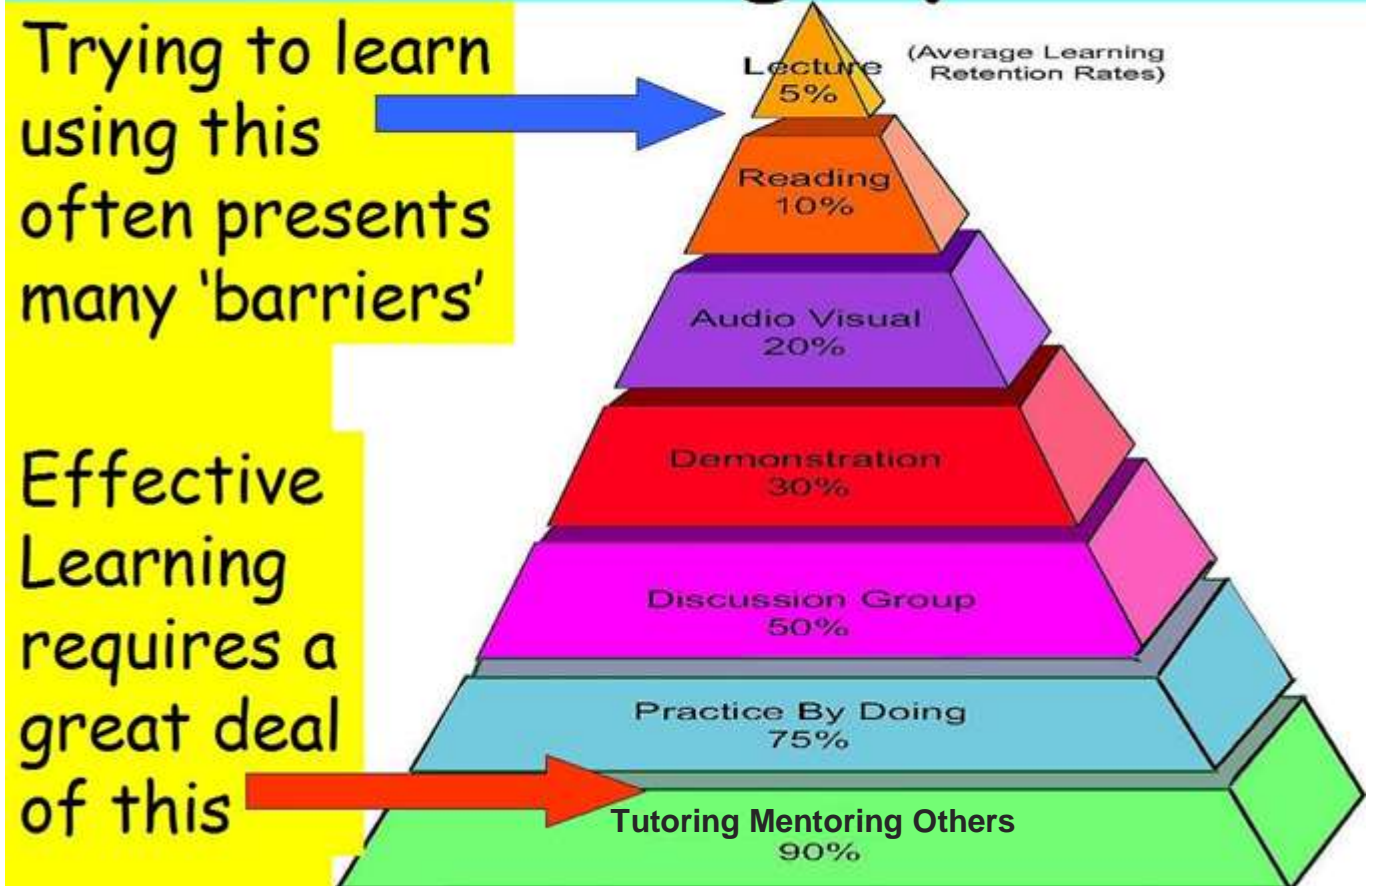 Trying to learn
using this
often presents
many ‘barriers’
Effective
Learning
requires a
great deal
of this
(Average Learning
Retention Rates)
Lecture
5%
Reading
10%
Audio Visual
20%
Demonstration
30%
Discussion Group
50%
Practice By Doing
75%
Tutoring Mentoring Others
90%